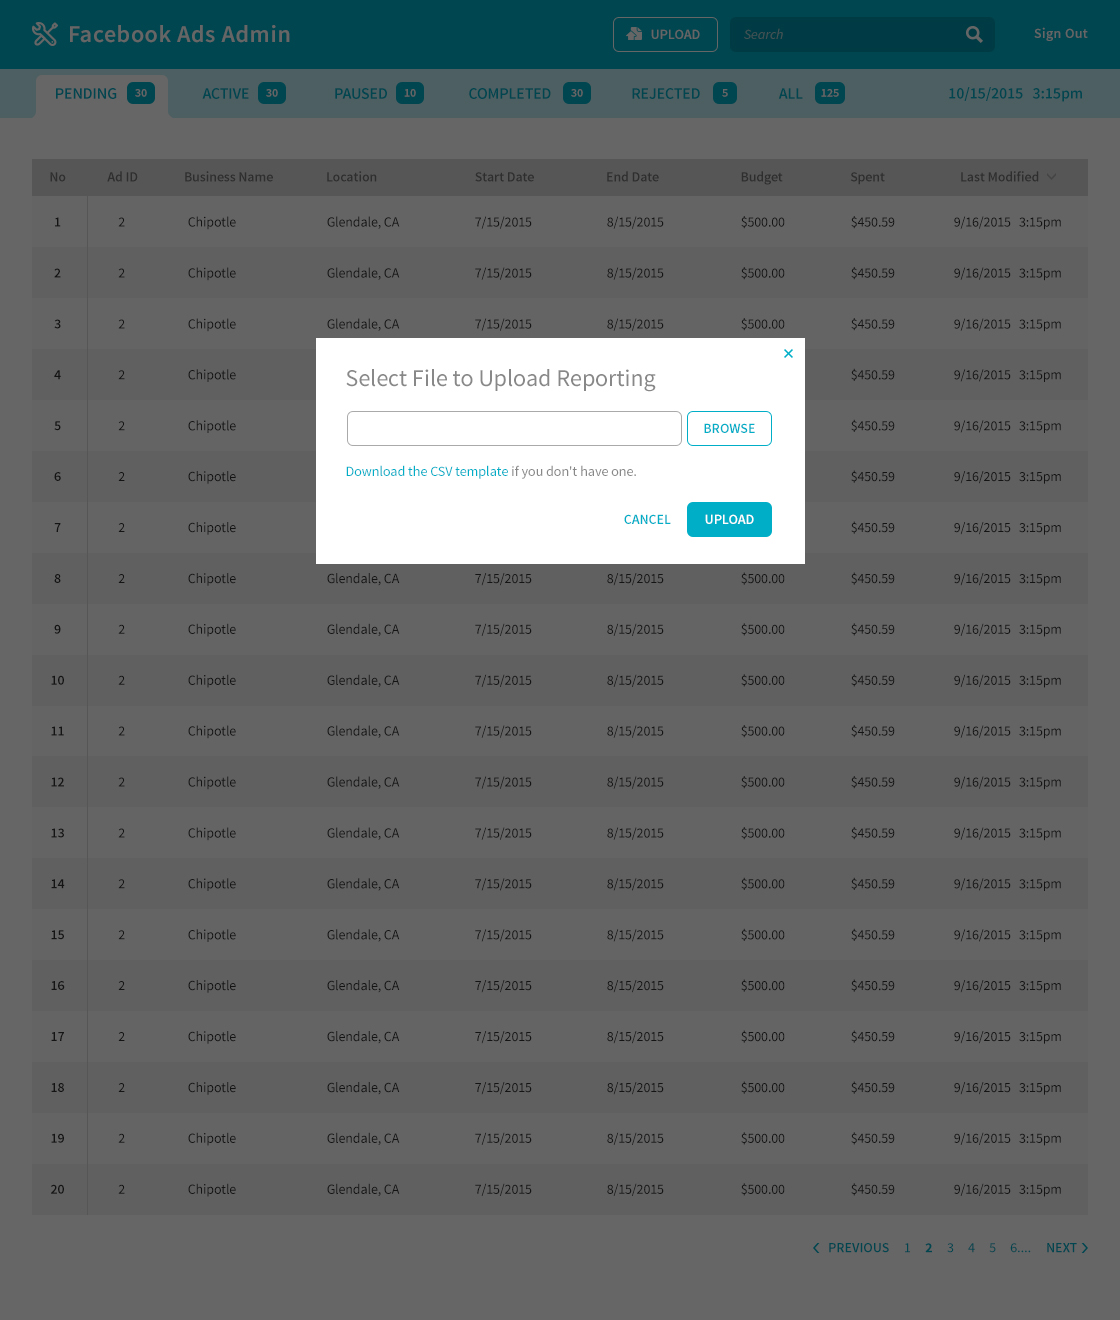 Facebook Ads Admin UPLOAD Search Sign Out
PENDING 30 ACTIVE 30 PAUSED 10 COMPLETED 30 REJECTED 5 ALL 125 10/15/2015 3:15pm
No Ad ID Business Name Location Start Date End Date Budget Spent Last Modified
1 2 Chipotle Glendale, CA 7/15/2015 8/15/2015 $500.00 $450.59 9/16/2015 3:15pm
2 2 Chipotle Glendale, CA 7/15/2015 8/15/2015 $500.00 $450.59 9/16/2015 3:15pm
3 2 Chipotle Glendale, CA 7/15/2015 8/15/2015 $500.00 $450.59 9/16/2015 3:15pm
4 2 Chipotle $450.59 9/16/2015 3:15pm
5 2 Chipotle $450.59 9/16/2015 3:15pm
6 2 Chipotle $450.59 9/16/2015 3:15pm
7 2 Chipotle $450.59 9/16/2015 3:15pm
Select File to Upload Reporting
BROWSE
Download the CSV template if you don't have one.
CANCEL UPLOAD
8 2 Chipotle Glendale, CA 7/15/2015 8/15/2015 $500.00 $450.59 9/16/2015 3:15pm
9 2 Chipotle Glendale, CA 7/15/2015 8/15/2015 $500.00 $450.59 9/16/2015 3:15pm
10 2 Chipotle Glendale, CA 7/15/2015 8/15/2015 $500.00 $450.59 9/16/2015 3:15pm
11 2 Chipotle Glendale, CA 7/15/2015 8/15/2015 $500.00 $450.59 9/16/2015 3:15pm
12 2 Chipotle Glendale, CA 7/15/2015 8/15/2015 $500.00 $450.59 9/16/2015 3:15pm
13 2 Chipotle Glendale, CA 7/15/2015 8/15/2015 $500.00 $450.59 9/16/2015 3:15pm
14 2 Chipotle Glendale, CA 7/15/2015 8/15/2015 $500.00 $450.59 9/16/2015 3:15pm
15 2 Chipotle Glendale, CA 7/15/2015 8/15/2015 $500.00 $450.59 9/16/2015 3:15pm
16 2 Chipotle Glendale, CA 7/15/2015 8/15/2015 $500.00 $450.59 9/16/2015 3:15pm
17 2 Chipotle Glendale, CA 7/15/2015 8/15/2015 $500.00 $450.59 9/16/2015 3:15pm
18 2 Chipotle Glendale, CA 7/15/2015 8/15/2015 $500.00 $450.59 9/16/2015 3:15pm
19 2 Chipotle Glendale, CA 7/15/2015 8/15/2015 $500.00 $450.59 9/16/2015 3:15pm
20 2 Chipotle Glendale, CA 7/15/2015 8/15/2015 $500.00 $450.59 9/16/2015 3:15pm
PREVIOUS 1 2 3 4 5 6.... NEXT